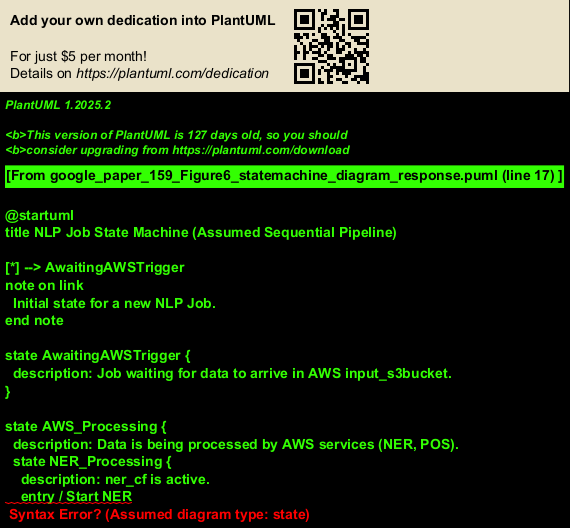 Add your own dedication into PlantUML
For just $5 per month!
Details on https://plantuml.com/dedication
PlantUML 1.2025.2
<b>This version of PlantUML is 127 days old, so you should
<b>consider upgrading from https://plantuml.com/download
[From google_paper_159_Figure6_statemachine_diagram_response.puml (line 17) ]
@startuml
title NLP Job State Machine (Assumed Sequential Pipeline)
[*] --> AwaitingAWSTrigger
note on link
Initial state for a new NLP Job.
end note
state AwaitingAWSTrigger {
description: Job waiting for data to arrive in AWS input_s3bucket.
}
state AWS_Processing {
description: Data is being processed by AWS services (NER, POS).
state NER_Processing {
description: ner_cf is active.
entry / Start NER
Syntax Error? (Assumed diagram type: state)